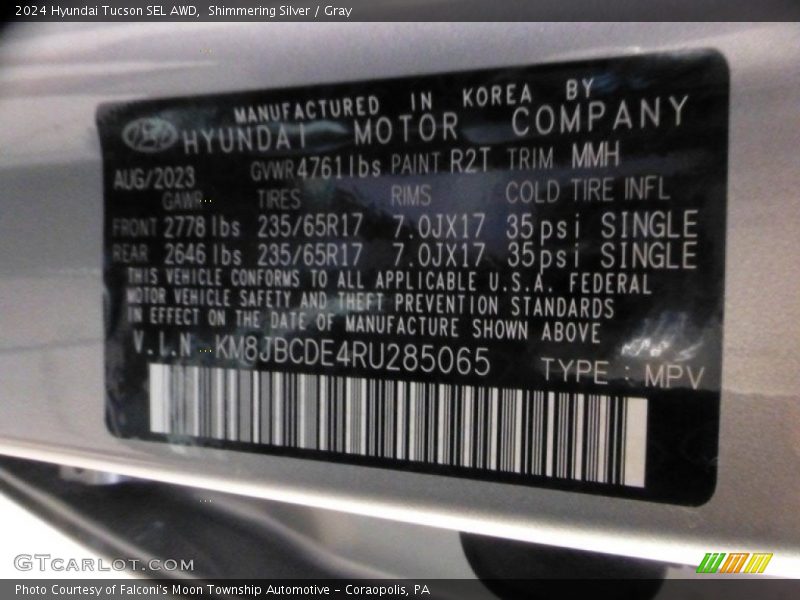 2024 Hyundai Tucson SEL AWD, Shimmering Silver / Gray
MANUFACTURED IN KOREA BY
HYUNDAI MOTOR COMPANY
AUG/2023 GVWR 4761 lbs PAINT R2T TRIM MMH
GAWR TIRES RIMS COLD TIRE INFL
FRONT 2778 lbs 235/65R17 7.0JX17 35psi SINGLE
REAR 2646 lbs 235/65R17 7.0JX17 35psi SINGLE
THIS VEHICLE CONFORMS TO ALL APPLICABLE U.S.A. FEDERAL
MOTOR VEHICLE SAFETY AND THEFT PREVENTION STANDARDS
IN EFFECT ON THE DATE OF MANUFACTURE SHOWN ABOVE
V.I.N KM8JBCDE4RU285065 TYPE : MPV
GTCARLOT.COM
Photo Courtesy of Falconi's Moon Township Automotive - Coraopolis, PA